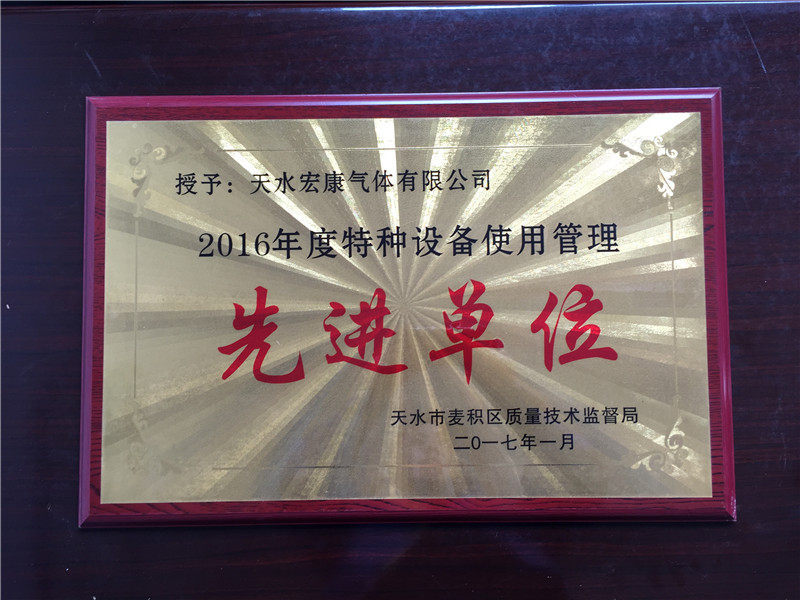 授予：天水宏康气体有限公司
2016年度特种设备使用管理
先进单位
天水市麦积区质量技术监督局
二0一七年一月